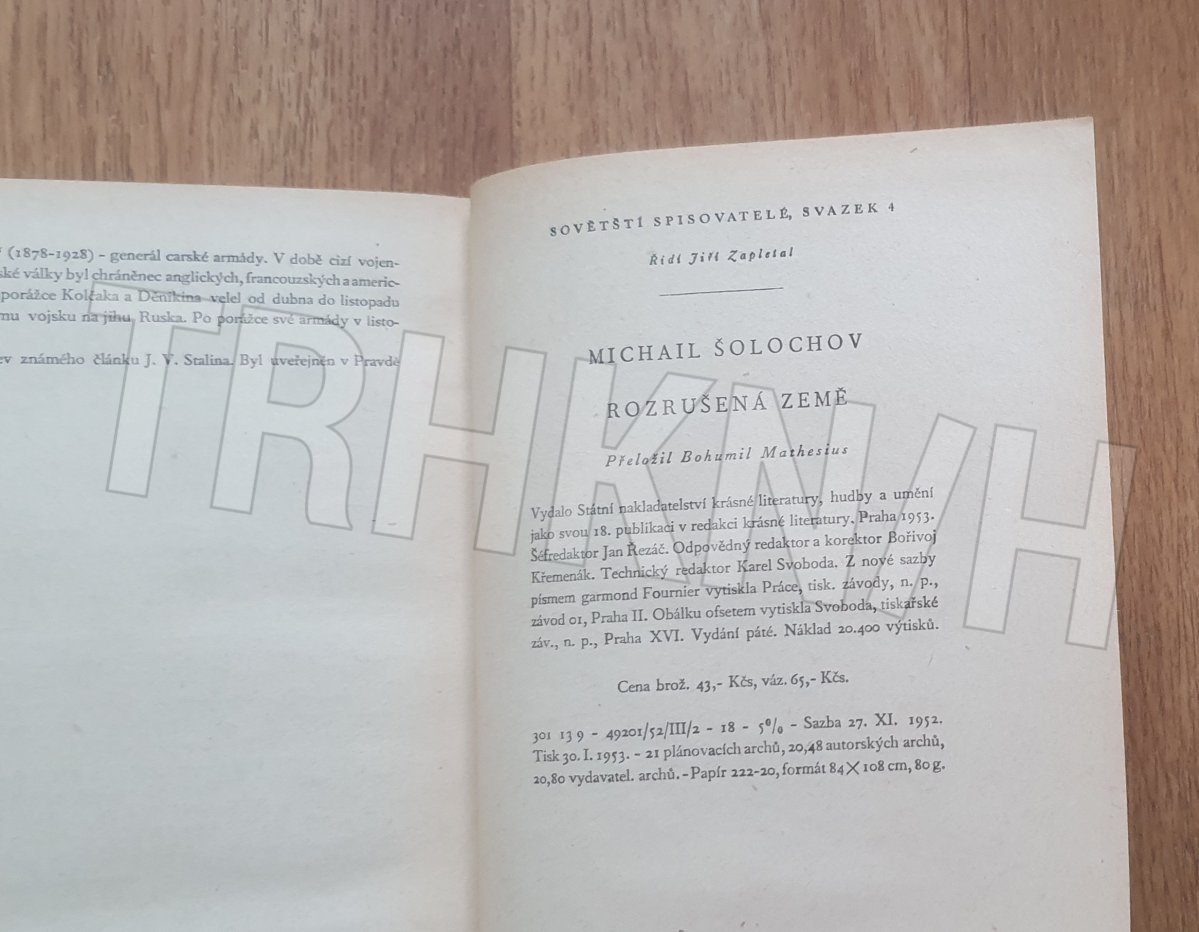 (1878-1928) – generál carské armády. V době cizí vojen-
ské války byl chráněnec anglických, francouzských a americ-
porážce Kolčaka a Děnikina velel od dubna do listopadu
mu vojsku na jihu Ruska. Po porážce své armády v listo-
ev známého článku J. V. Stalina. Byl uveřejněn v Pravdě
SOVĚTŠTÍ SPISOVATELÉ, SVAZEK 4
Řídí Jiří Zapletal
MICHAIL ŠOLOCHOV
ROZRUŠENÁ ZEMĚ
Přeložil Bohumil Mathesius
Vydalo Státní nakladatelství krásné literatury, hudby a umění
jako svou 18. publikaci v redakci krásné literatury. Praha 1953.
Šéfredaktor Jan Řezáč. Odpovědný redaktor a korektor Bořivoj
Křemenák. Technický redaktor Karel Svoboda. Z nové sazby
písmem garmond Fournier vytiskla Práce, tisk. závody, n. p.,
závod 01, Praha II. Obálku ofsetem vytiskla Svoboda, tiskařské
záv., n. p., Praha XVI. Vydání páté. Náklad 20.400 výtisků.
Cena brož. 43,- Kčs, váz. 65,- Kčs.
301 13 9 – 49201/52/III/2 – 18 – 5% – Sazba 27. XI. 1952.
Tisk 30. I. 1953. – 21 plánovacích archů, 20,48 autorských archů,
20,80 vydavatel. archů. – Papír 222-20, formát 84 × 108 cm, 80 g.
TRHKNIH